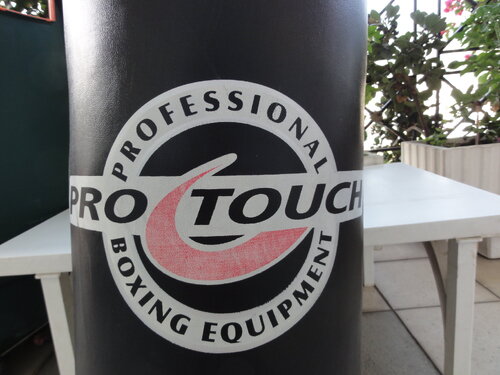 PROFESSIONAL
PRO TOUCH
BOXING EQUIPMENT